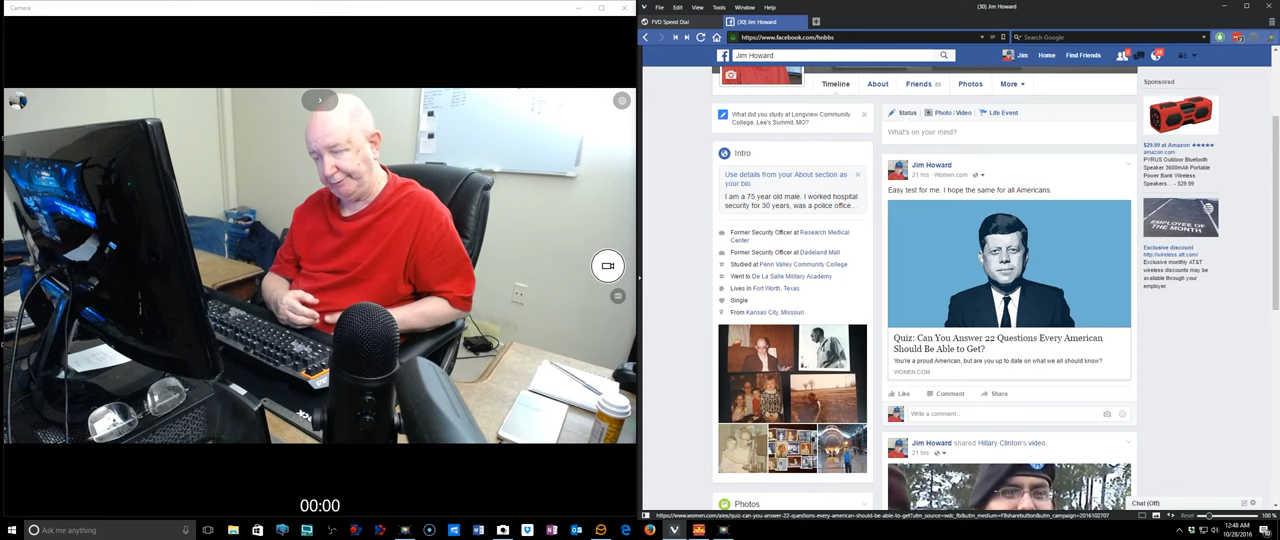 Camera
00:00
File Edit View Tools Window Help
(30) Jim Howard
FVD Speed Dial
(30) Jim Howard
https://www.facebook.com/hnbbs
Search Google
Jim Howard
Jim Home Find Friends
Timeline About Friends 85 Photos More
What did you study at Longview Community
College, Lee's Summit, MO?
Intro
Use details from your About section as
your bio
I am a 75 year old male. I worked hospital
security for 30 years, was a police office...
Former Security Officer at Research Medical
Center
Former Security Officer at Dadeland Mall
Studied at Penn Valley Community College
Went to De La Salle Military Academy
Lives in Fort Worth, Texas
Single
From Kansas City, Missouri
Photos
Status Photo / Video Life Event
What's on your mind?
Jim Howard
21 hrs · Women.com ·
Easy test for me. I hope the same for all Americans.
Quiz: Can You Answer 22 Questions Every American
Should Be Able to Get?
You're a proud American, but are you up to date on what we all should know?
WOMEN.COM
Like Comment Share
Write a comment...
Jim Howard shared Hillary Clinton's video.
21 hrs ·
Sponsored
$29.99 at Amazon ★★★★★
amazon.com
PYRUS Outdoor Bluetooth
Speaker 3600mAh Portable
Power Bank Wireless
Speakers... - $29.99
EMPLOYEE OF
THE MONTH
Exclusive discount
http://wireless.att.com/
Exclusive monthly AT&T
wireless discounts may be
available through your
employer.
Chat (Off)
Reset
100 %
Ask me anything
12:48 AM
10/28/2016